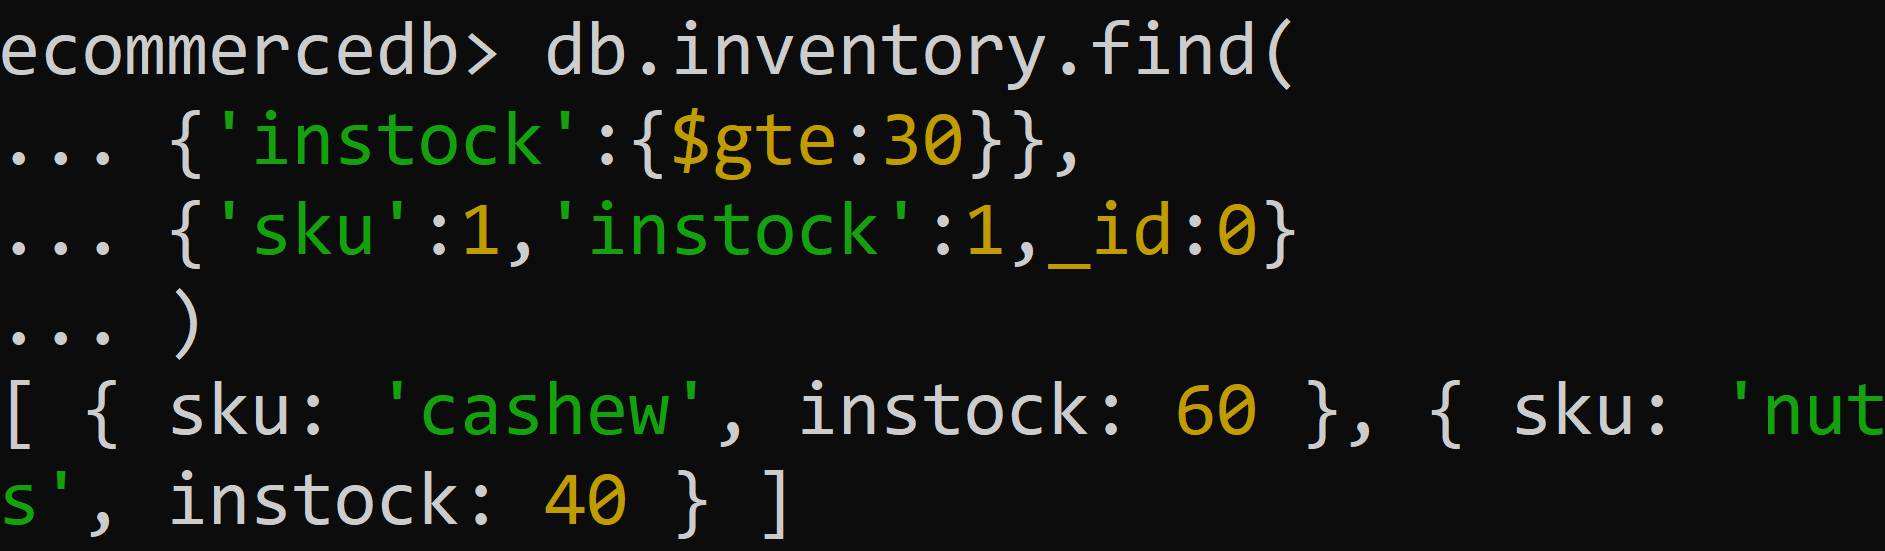 ecommercedb> db.inventory.find(
... {'instock':{$gte:30}},
... {'sku':1,'instock':1,_id:0}
... )
[ { sku: 'cashew', instock: 60 }, { sku: 'nut
s', instock: 40 } ]